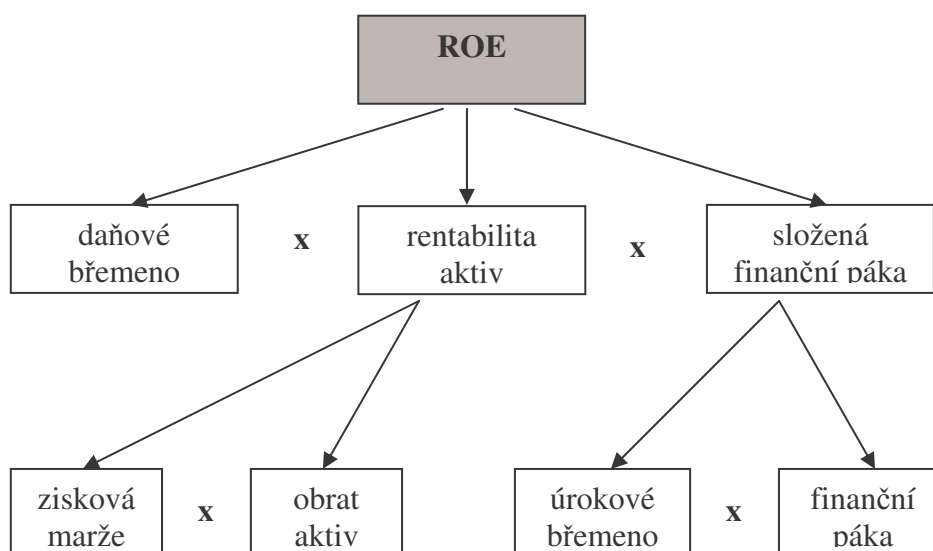 ROE
daňové
břemeno
x
rentabilita
aktiv
x
složená
finanční páka
zisková
marže
x
obrat
aktiv
úrokové
břemeno
x
finanční
páka